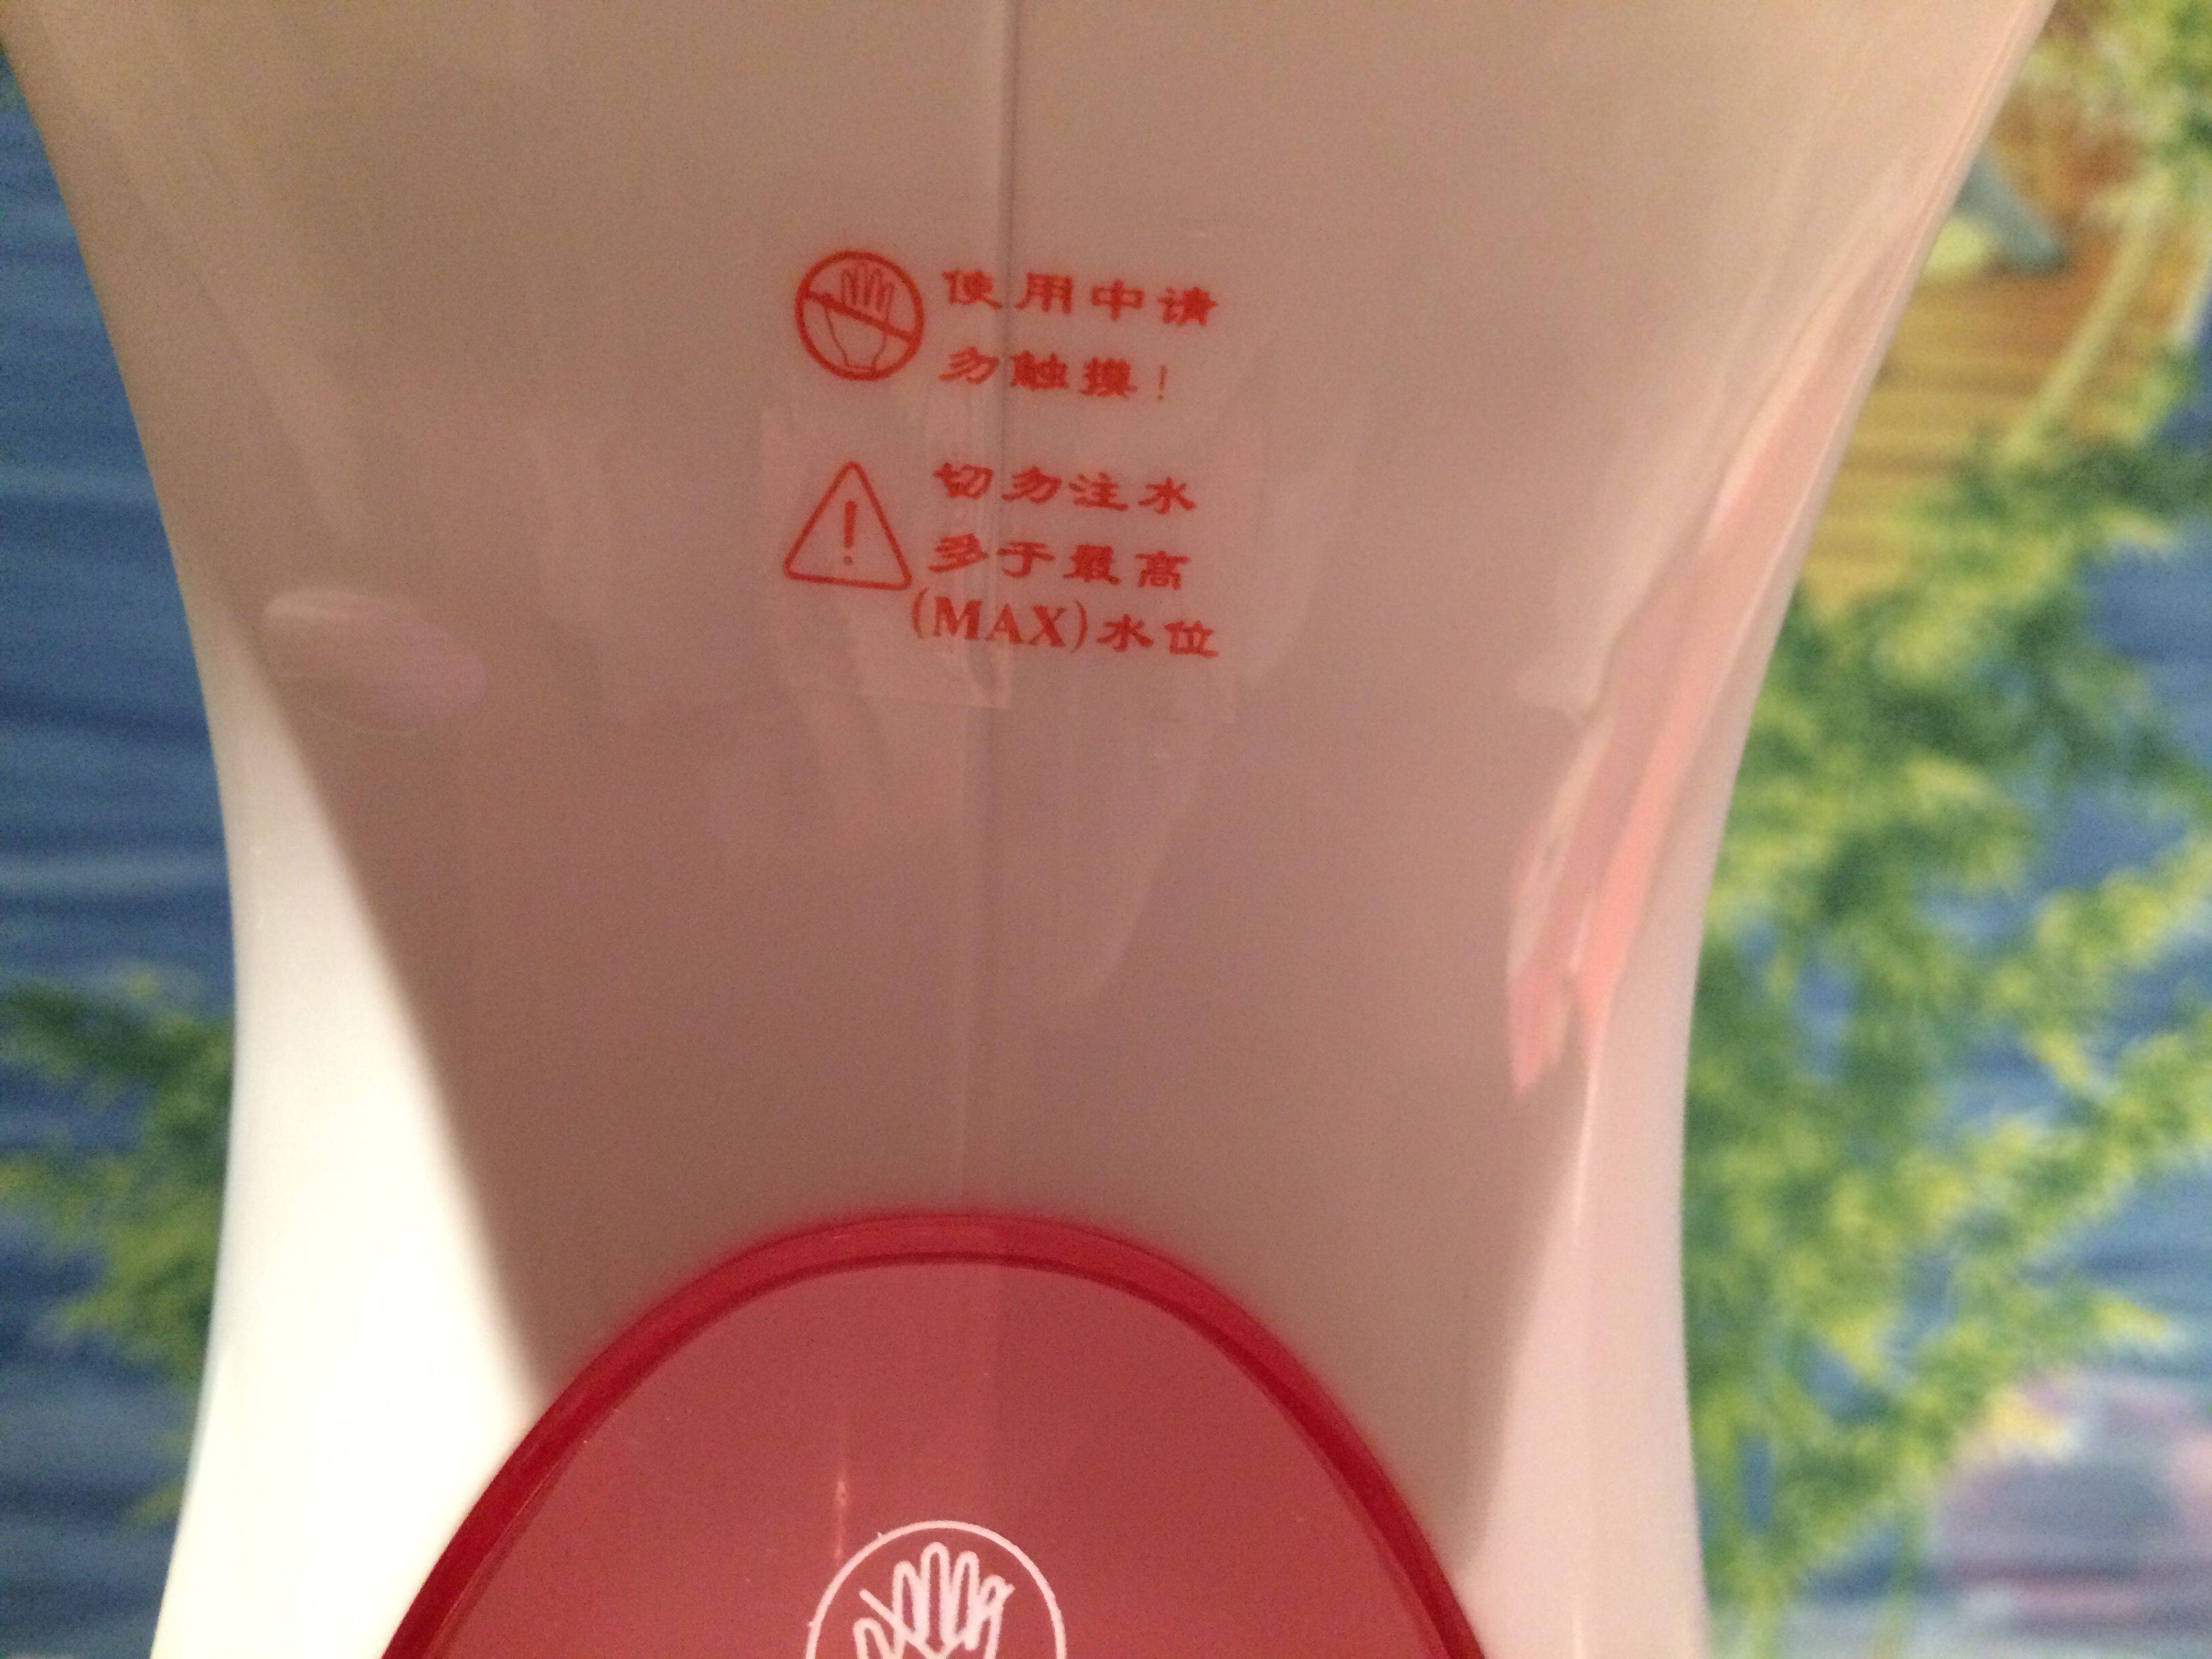 使用中请
勿触摸！
切勿注水
多于最高
(MAX)水位